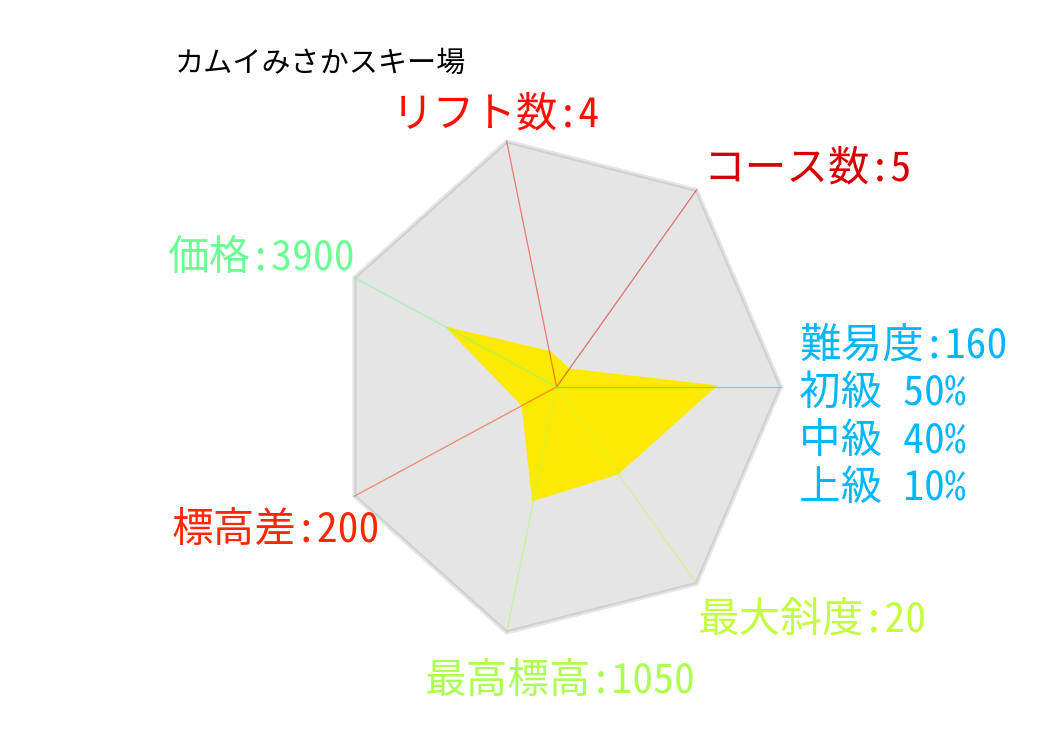 カムイみさかスキー場
リフト数:4
コース数:5
価格:3900
難易度:160
初級 50%
中級 40%
上級 10%
標高差:200
最大斜度:20
最高標高:1050